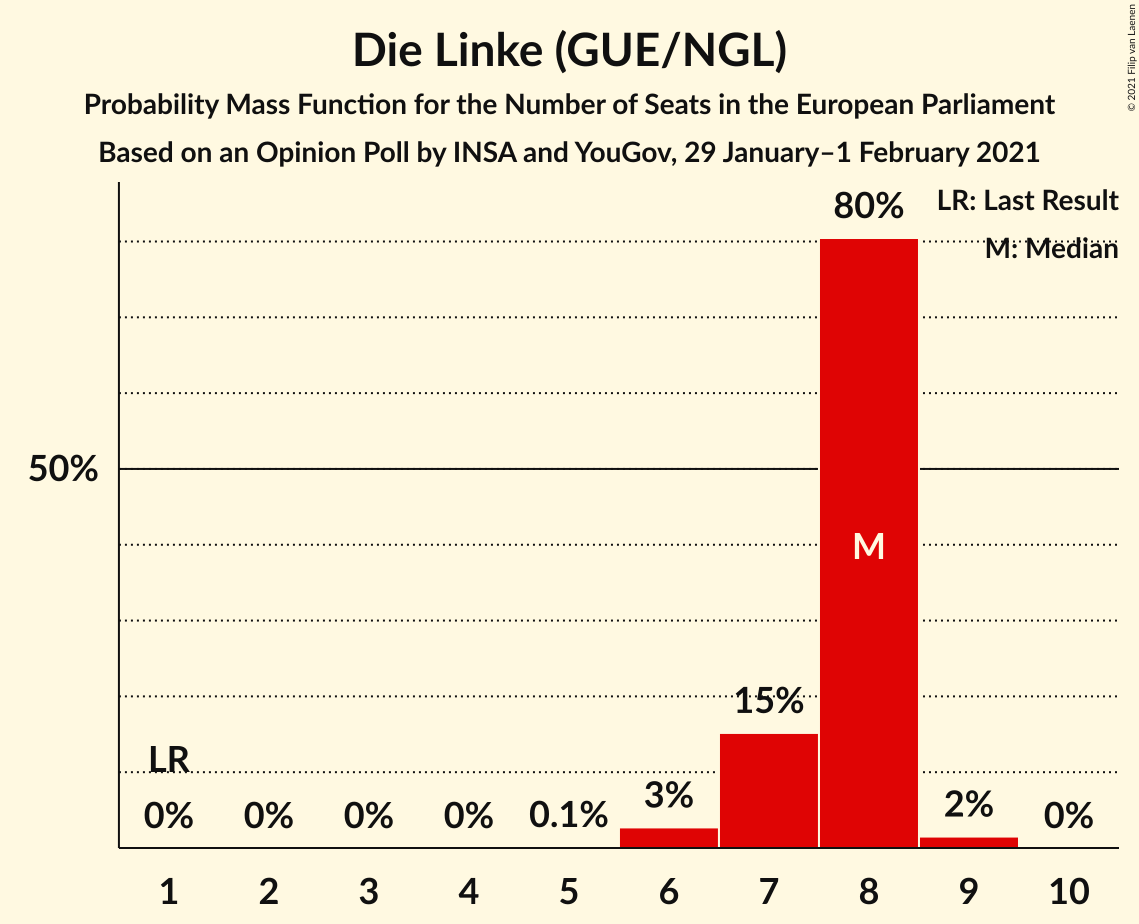 Die Linke (GUE/NGL)
Probability Mass Function for the Number of Seats in the European Parliament
Based on an Opinion Poll by INSA and YouGov, 29 January–1 February 2021
© 2021 Filip van Laenen
LR: Last Result
M: Median
80%
50%
M
15%
LR
0% 0% 0% 0% 0.1% 3% 2% 0%
1 2 3 4 5 6 7 8 9 10